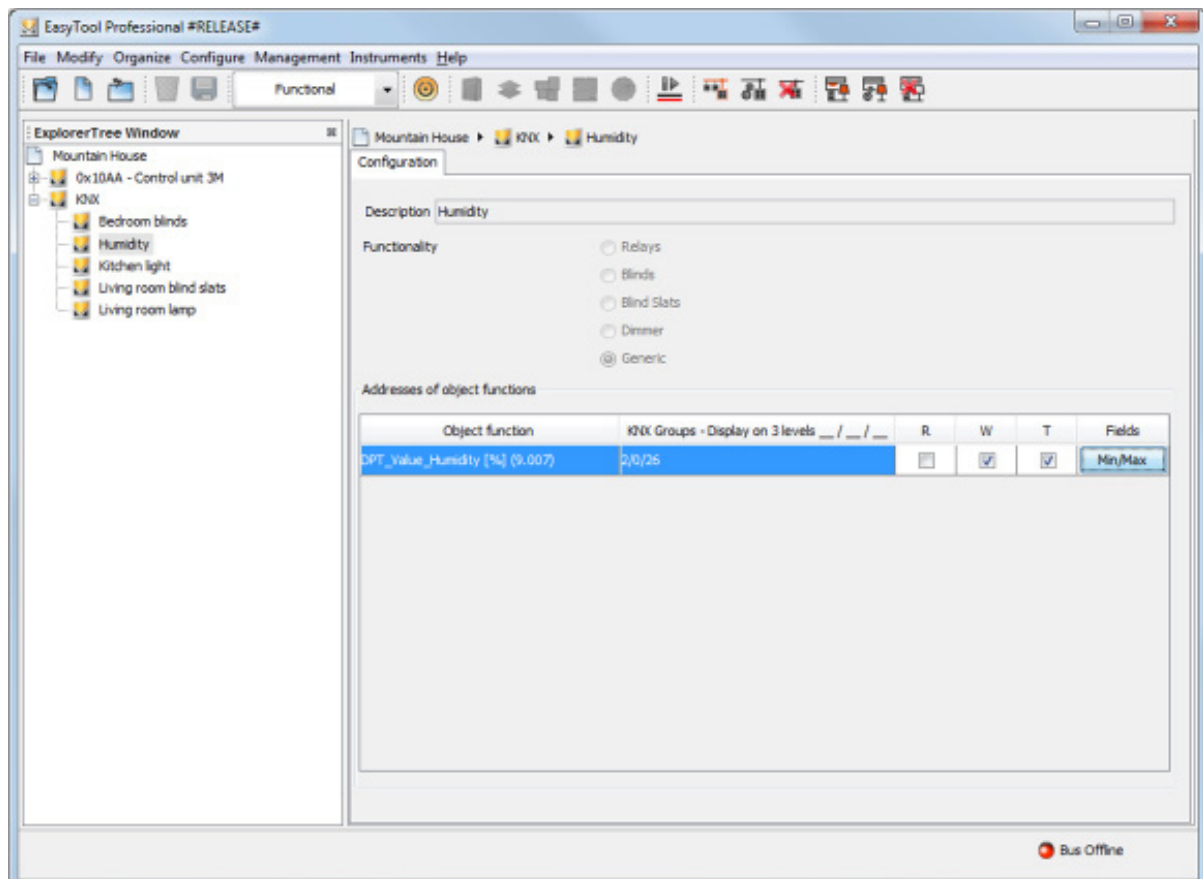 EasyTool Professional #RELEASE#
File Modify Organize Configure Management Instruments Help
Functional
ExplorerTree Window
Mountain House
0x10AA - Control unit 3M
KNX
Bedroom blinds
Humidity
Kitchen light
Living room blind slats
Living room lamp
Mountain House KNX Humidity
Configuration
Description Humidity
Functionality Relays
Blinds
Blind Slats
Dimmer
Generic
Addresses of object functions
Object function KNX Groups - Display on 3 levels __ / __ / __ R W T Fields
DPT_Value_Humidity [%] (9.007) 2/0/26 Min/Max
Bus Offline